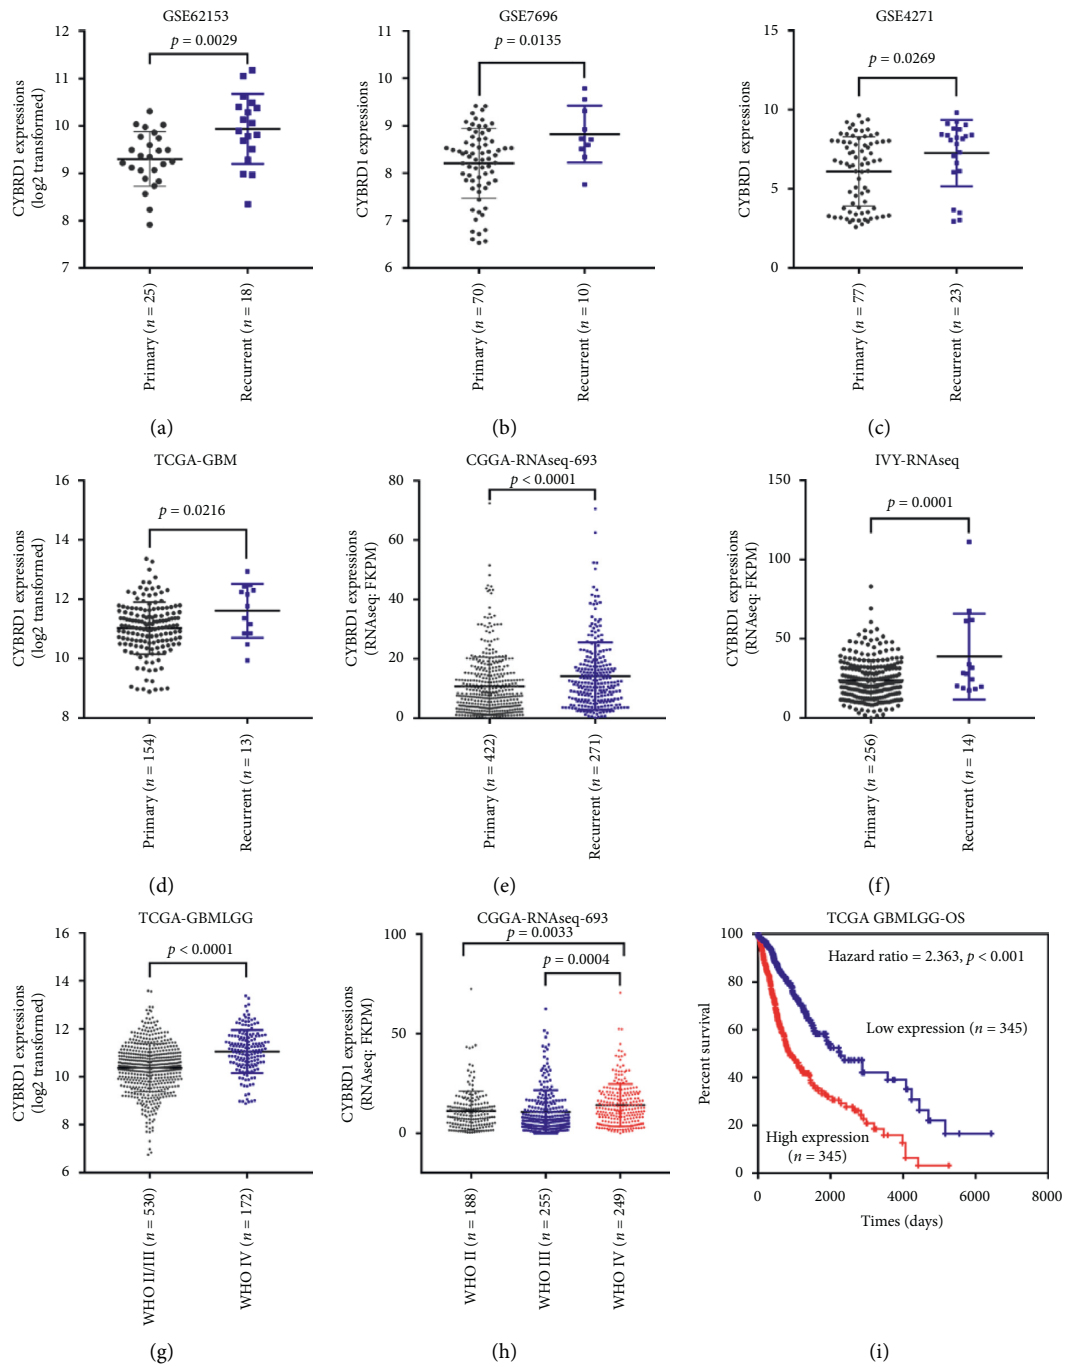 GSE62153
p = 0.0029
CYBRD1 expressions
(log2 transformed)
12
11
10
9
8
7
Primary (n = 25)
Recurrent (n = 18)
(a)
GSE7696
p = 0.0135
CYBRD1 expressions
11
10
9
8
7
6
Primary (n = 70)
Recurrent (n = 10)
(b)
GSE4271
p = 0.0269
CYBRD1 expressions
15
10
5
0
Primary (n = 77)
Recurrent (n = 23)
(c)
TCGA-GBM
p = 0.0216
CYBRD1 expressions
(log2 transformed)
16
14
12
10
8
Primary (n = 154)
Recurrent (n = 13)
(d)
CGGA-RNAseq-693
p < 0.0001
CYBRD1 expressions
(RNAseq: FKPM)
80
60
40
20
0
Primary (n = 422)
Recurrent (n = 271)
(e)
IVY-RNAseq
p = 0.0001
CYBRD1 expressions
(RNAseq: FKPM)
150
100
50
0
Primary (n = 256)
Recurrent (n = 14)
(f)
TCGA-GBMLGG
p < 0.0001
CYBRD1 expressions
(log2 transformed)
16
14
12
10
8
6
WHO II/III (n = 530)
WHO IV (n = 172)
(g)
CGGA-RNAseq-693
p = 0.0033
p = 0.0004
CYBRD1 expressions
(RNAseq: FKPM)
100
50
0
WHO II (n = 188)
WHO III (n = 255)
WHO IV (n = 249)
(h)
TCGA GBMLGG-OS
Hazard ratio = 2.363, p < 0.001
Low expression (n = 345)
High expression
(n = 345)
Percent survival
100
80
60
40
20
0
0
2000
4000
6000
8000
Times (days)
(i)